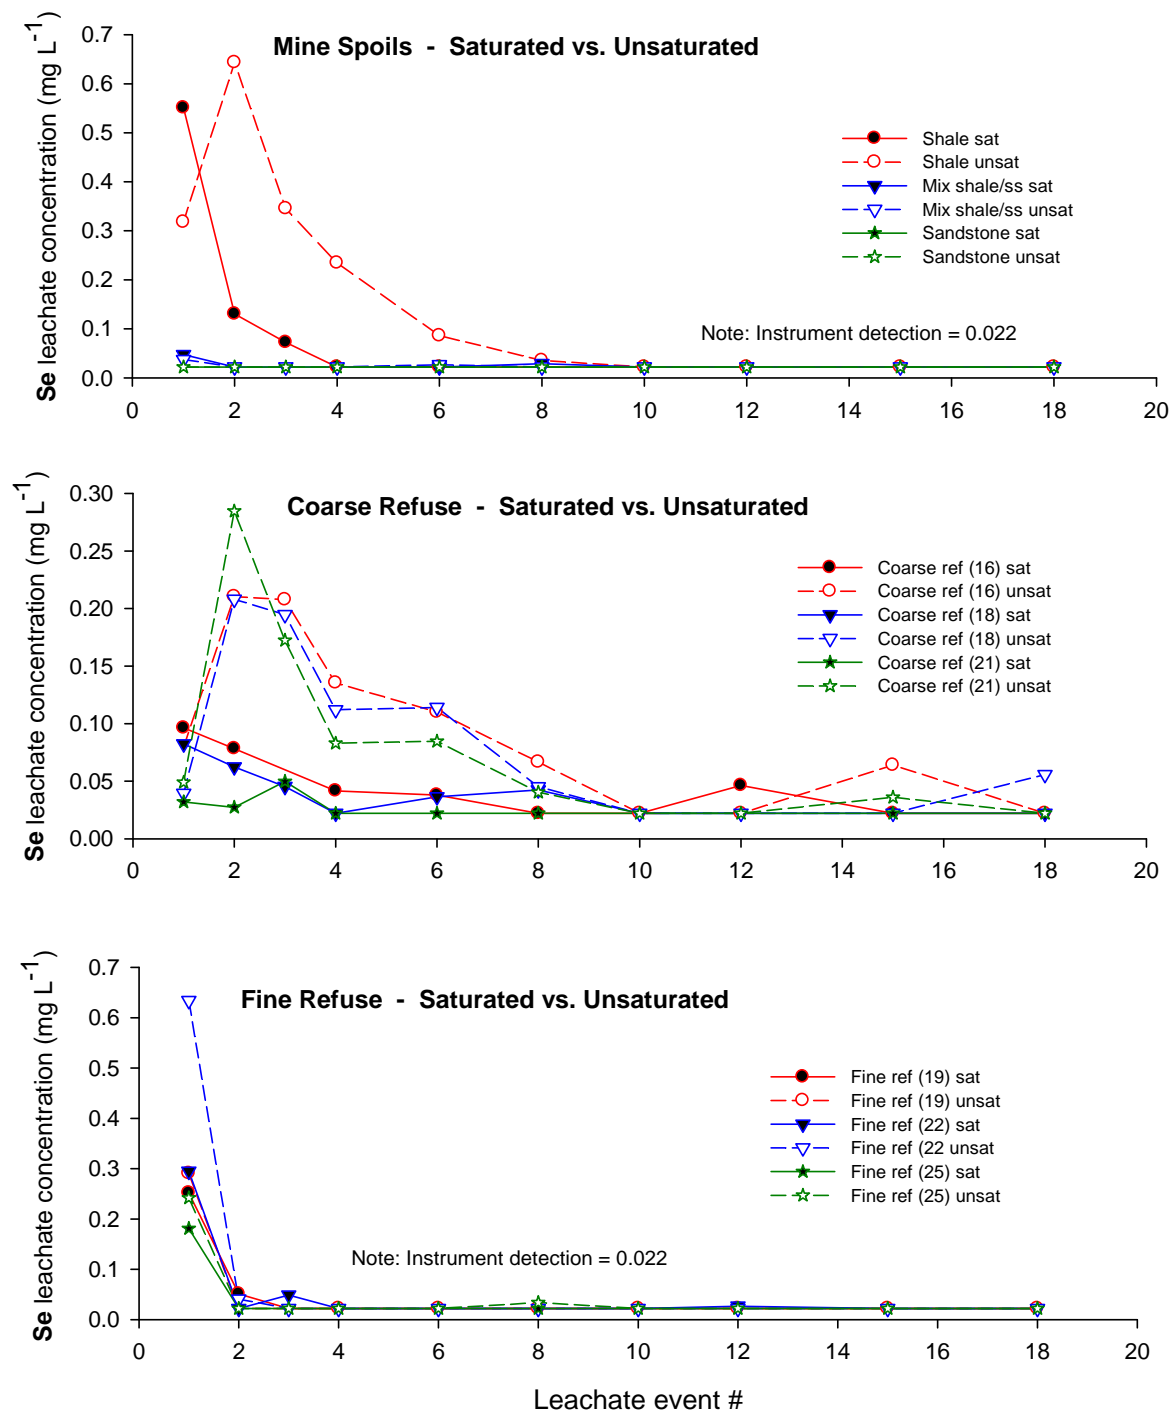 Mine Spoils - Saturated vs. Unsaturated
Se leachate concentration (mg L-1)
0.7
0.6
0.5
0.4
0.3
0.2
0.1
0.0
Shale sat
Shale unsat
Mix shale/ss sat
Mix shale/ss unsat
Sandstone sat
Sandstone unsat
Note: Instrument detection = 0.022
0 2 4 6 8 10 12 14 16 18 20
Coarse Refuse - Saturated vs. Unsaturated
Se leachate concentration (mg L-1)
0.30
0.25
0.20
0.15
0.10
0.05
0.00
Coarse ref (16) sat
Coarse ref (16) unsat
Coarse ref (18) sat
Coarse ref (18) unsat
Coarse ref (21) sat
Coarse ref (21) unsat
0 2 4 6 8 10 12 14 16 18 20
Fine Refuse - Saturated vs. Unsaturated
Se leachate concentration (mg L-1)
0.7
0.6
0.5
0.4
0.3
0.2
0.1
0.0
Fine ref (19) sat
Fine ref (19) unsat
Fine ref (22) sat
Fine ref (22 unsat
Fine ref (25) sat
Fine ref (25) unsat
Note: Instrument detection = 0.022
0 2 4 6 8 10 12 14 16 18 20
Leachate event #